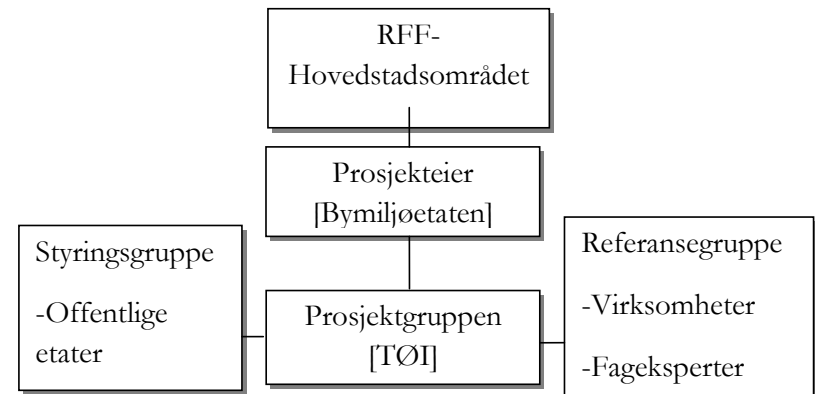 RFF-
Hovedstadsområdet
Prosjekteier
[Bymiljøetaten]
Styringsgruppe
-Offentlige
etater
Prosjektgruppen
[TØI]
Referansegruppe
-Virksomheter
-Fageksperter